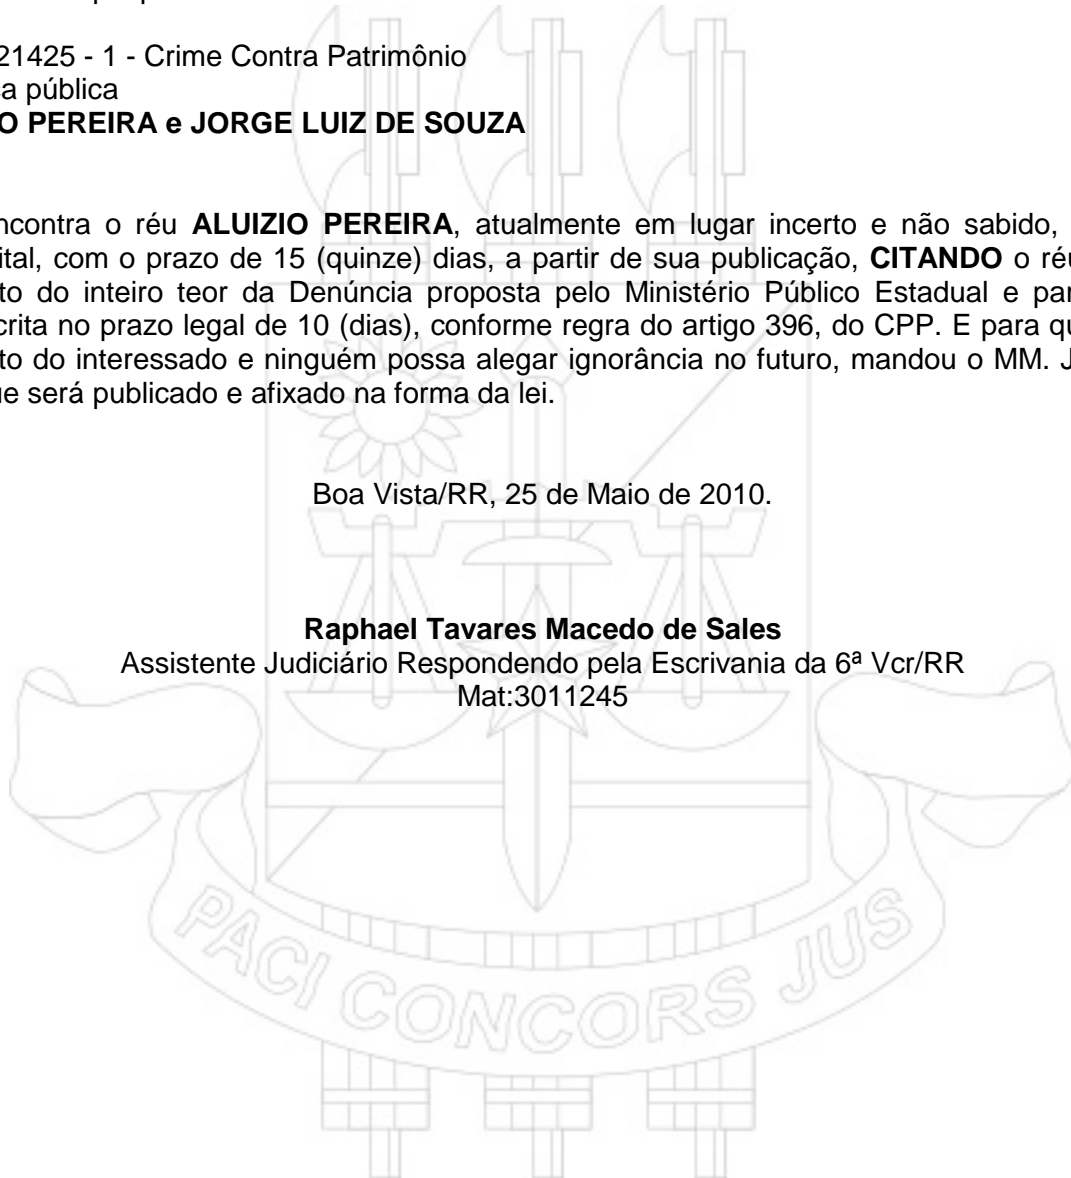 21425 - 1 - Crime Contra Patrimônio
a pública
O PEREIRA e JORGE LUIZ DE SOUZA
ncontra o réu ALUIZIO PEREIRA, atualmente em lugar incerto e não sabido,
ital, com o prazo de 15 (quinze) dias, a partir de sua publicação, CITANDO o réu
to do inteiro teor da Denúncia proposta pelo Ministério Público Estadual e par
crita no prazo legal de 10 (dias), conforme regra do artigo 396, do CPP. E para qu
to do interessado e ninguém possa alegar ignorância no futuro, mandou o MM. J
ue será publicado e afixado na forma da lei.
Boa Vista/RR, 25 de Maio de 2010.
Raphael Tavares Macedo de Sales
Assistente Judiciário Respondendo pela Escrivania da 6ª Vcr/RR
Mat:3011245
PACI CONCORS JUS